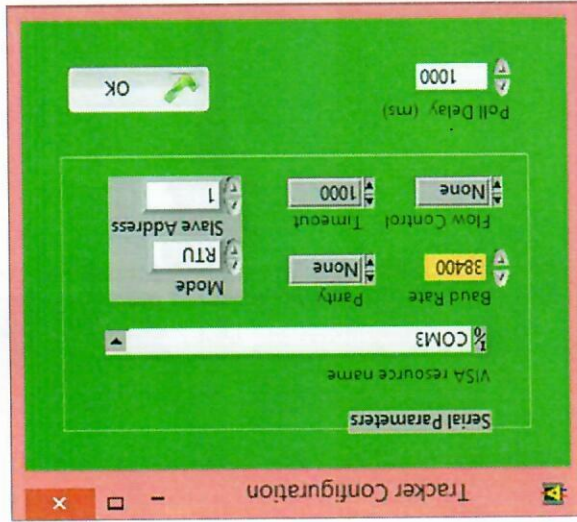 Tracker Configuration
Serial Parameters
VISA resource name
COM3
Baud Rate
38400
Parity
None
Mode
RTU
Flow Control
None
Timeout
1000
Slave Address
1
Poll Delay (ms)
1000
OK